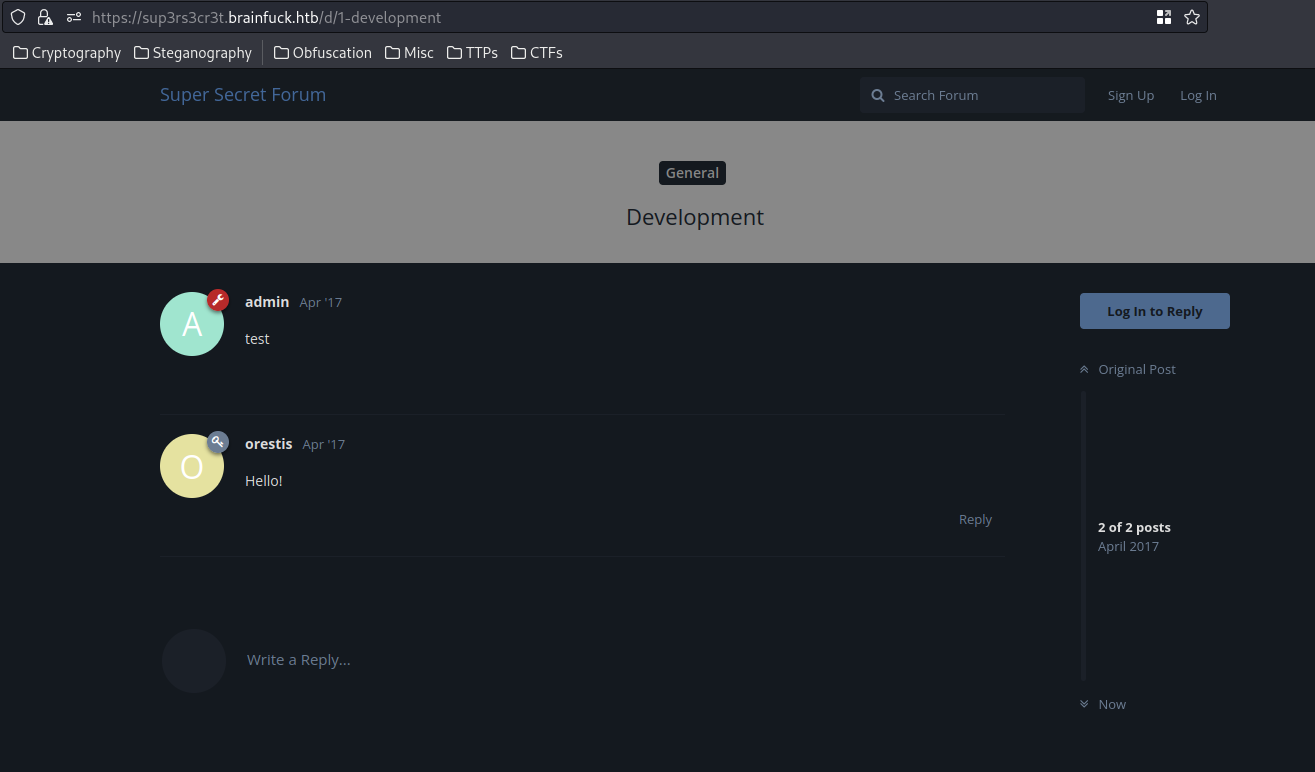 https://sup3rs3cr3t.brainfuck.htb/d/1-development
Cryptography Steganography Obfuscation Misc TTPs CTFs
Super Secret Forum Search Forum Sign Up Log In
General
Development
A admin Apr '17
test
Log In to Reply
Original Post
O orestis Apr '17
Hello!
Reply
2 of 2 posts
April 2017
Write a Reply...
Now